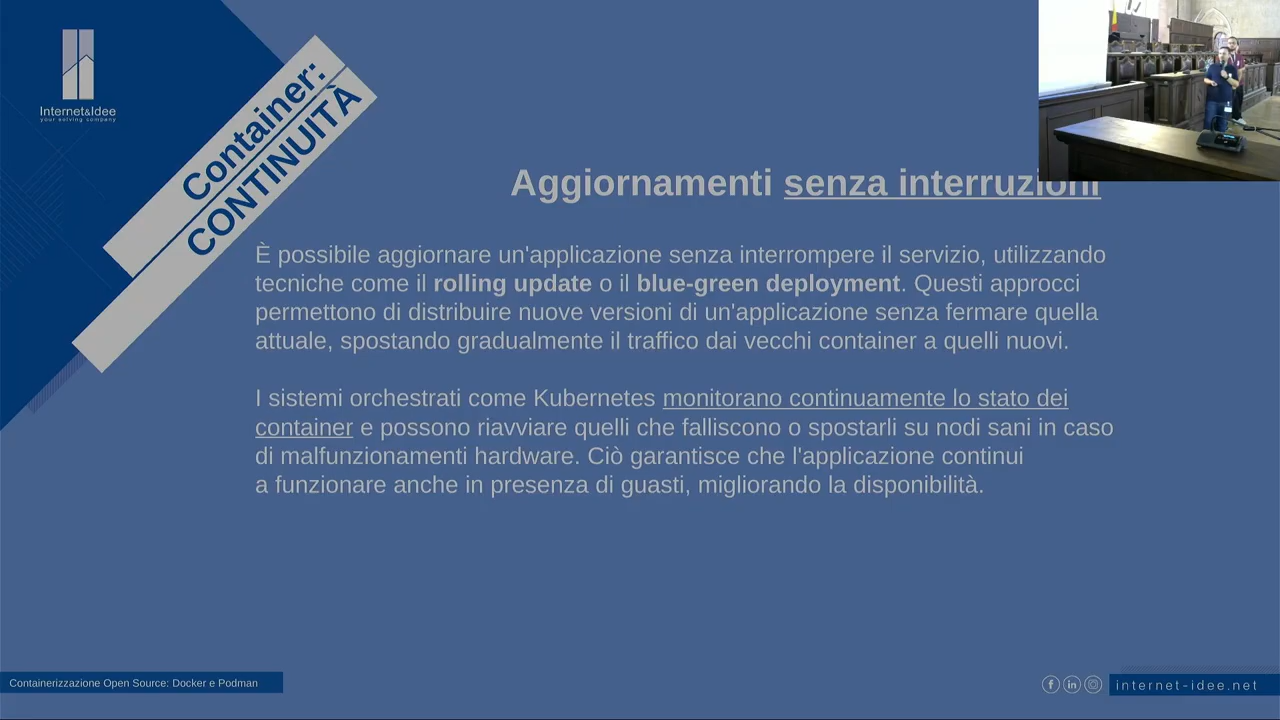 Internet&Idee
your solving company
Container:
CONTINUITÀ
Aggiornamenti senza interruzioni
È possibile aggiornare un'applicazione senza interrompere il servizio, utilizzando
tecniche come il rolling update o il blue-green deployment. Questi approcci
permettono di distribuire nuove versioni di un'applicazione senza fermare quella
attuale, spostando gradualmente il traffico dai vecchi container a quelli nuovi.
I sistemi orchestrati come Kubernetes monitorano continuamente lo stato dei
container e possono riavviare quelli che falliscono o spostarli su nodi sani in caso
di malfunzionamenti hardware. Ciò garantisce che l'applicazione continui
a funzionare anche in presenza di guasti, migliorando la disponibilità.
Containerizzazione Open Source: Docker e Podman
internet-idee.net